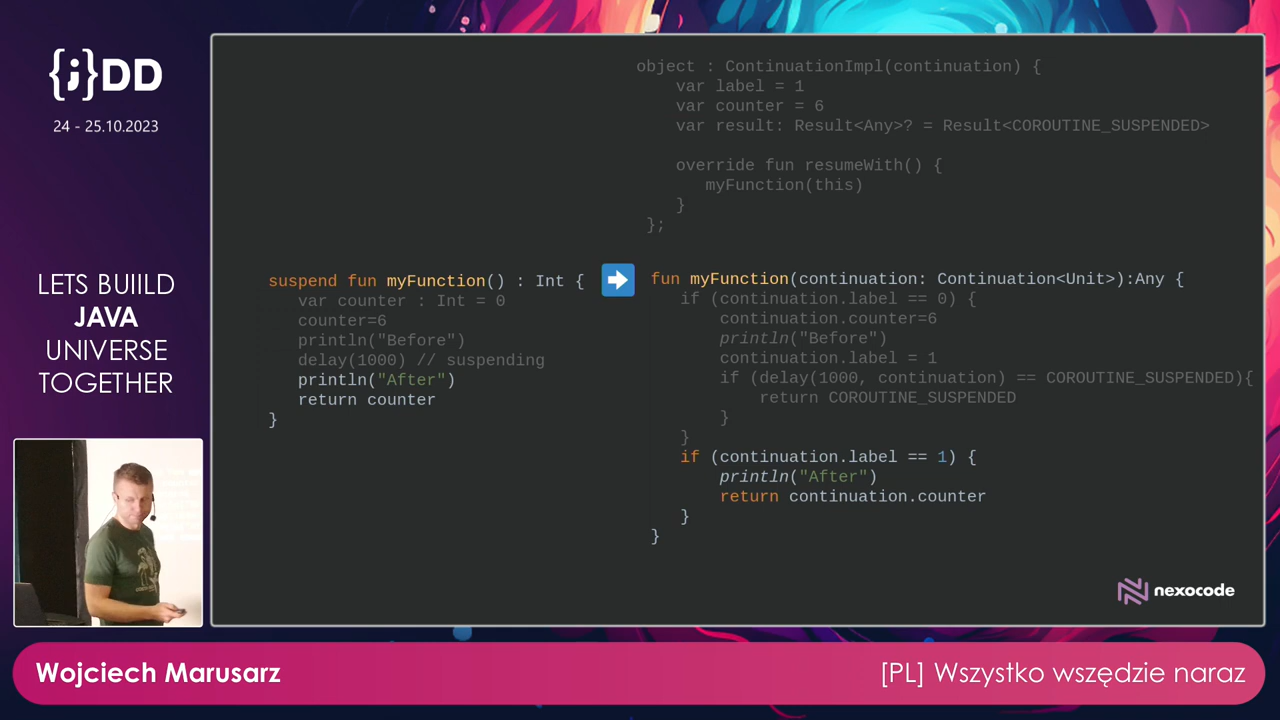 {j}DD
24 - 25.10.2023
LETS BUIILD
JAVA
UNIVERSE
TOGETHER
object : ContinuationImpl(continuation) {
var label = 1
var counter = 6
var result: Result<Any>? = Result<COROUTINE_SUSPENDED>
override fun resumeWith() {
myFunction(this)
}
};
suspend fun myFunction() : Int {
var counter : Int = 0
counter=6
println("Before")
delay(1000) // suspending
println("After")
return counter
}
fun myFunction(continuation: Continuation<Unit>):Any {
if (continuation.label == 0) {
continuation.counter=6
println("Before")
continuation.label = 1
if (delay(1000, continuation) == COROUTINE_SUSPENDED){
return COROUTINE_SUSPENDED
}
}
if (continuation.label == 1) {
println("After")
return continuation.counter
}
}
nexocode
Wojciech Marusarz
[PL] Wszystko wszędzie naraz